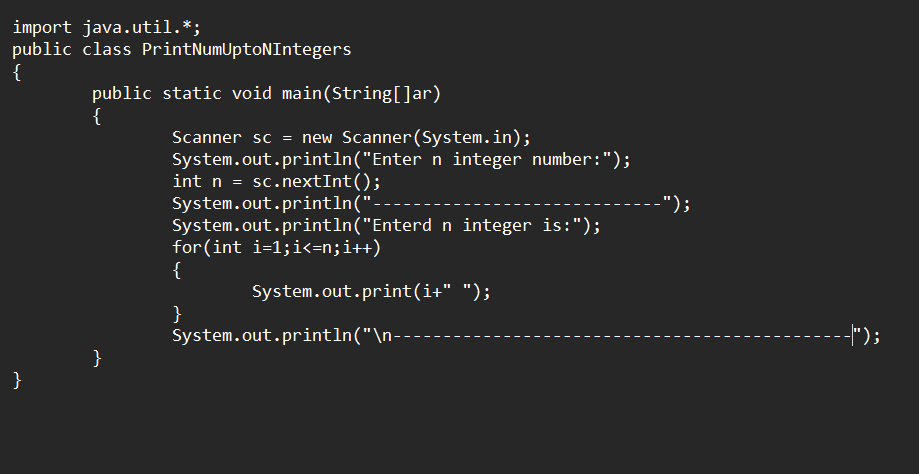 import java.util.*;
public class PrintNumUptoNIntegers
{
public static void main(String[]ar)
{
Scanner sc = new Scanner(System.in);
System.out.println("Enter n integer number:");
int n = sc.nextInt();
System.out.println("-----------------------------");
System.out.println("Enterd n integer is:");
for(int i=1;i<=n;i++)
{
System.out.print(i+" ");
}
System.out.println("\n----------------------------------------------");
}
}